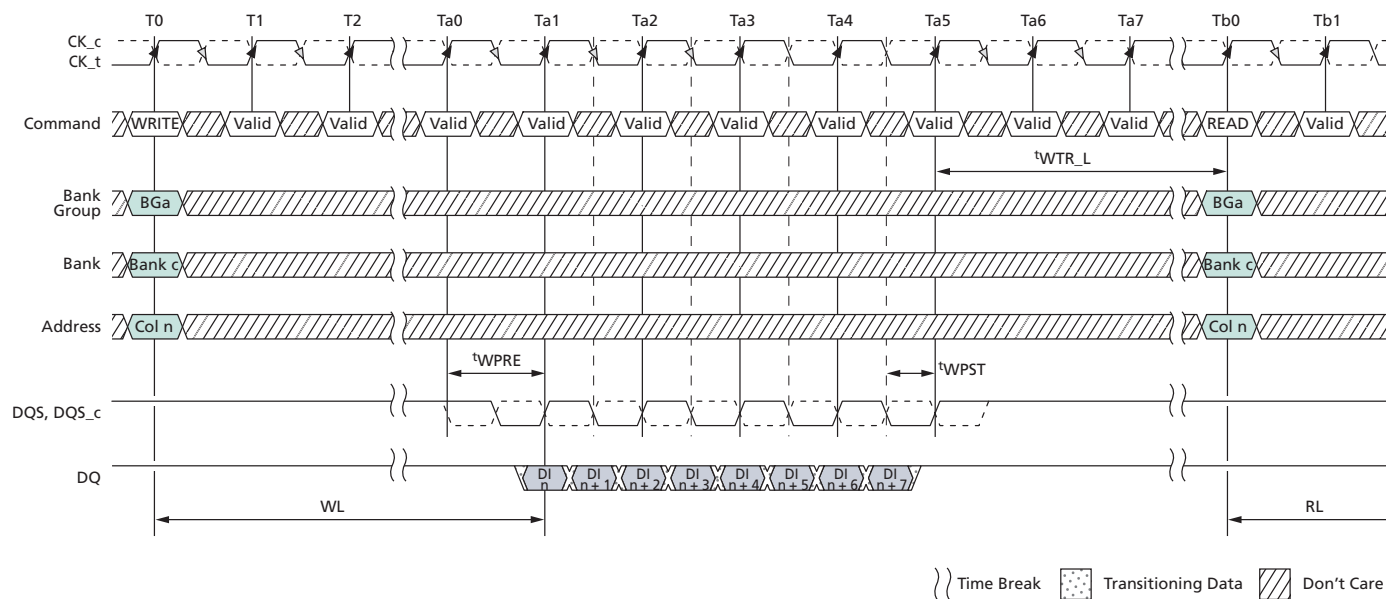 T0 T1 T2 Ta0 Ta1 Ta2 Ta3 Ta4 Ta5 Ta6 Ta7 Tb0 Tb1
CK_c
CK_t
Command WRITE Valid Valid Valid Valid Valid Valid Valid Valid Valid Valid READ Valid
tWTR_L
Bank
Group BGa BGa
Bank Bank c Bank c
Address Col n Col n
tWPRE tWPST
DQS, DQS_c
DQ DI n DI n + 1 DI n + 2 DI n + 3 DI n + 4 DI n + 5 DI n + 6 DI n + 7
WL RL
Time Break Transitioning Data Don't Care